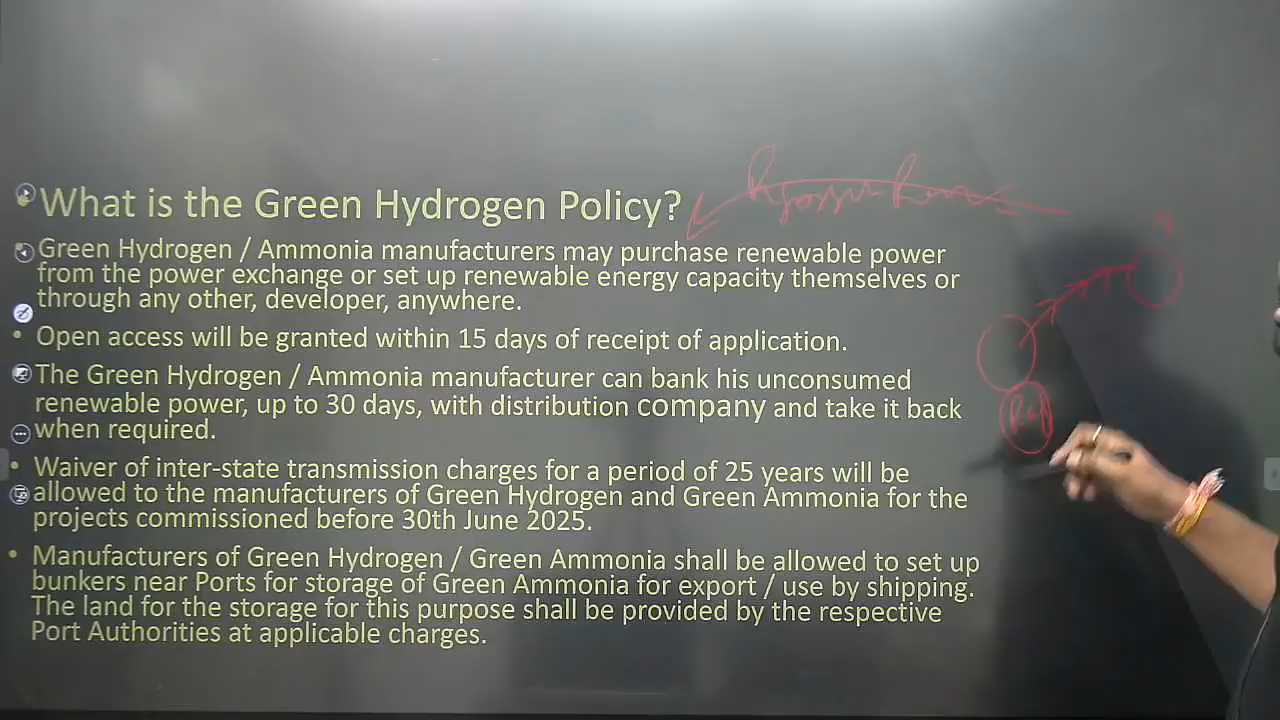 • What is the Green Hydrogen Policy?
Green Hydrogen / Ammonia manufacturers may purchase renewable power
from the power exchange or set up renewable energy capacity themselves or
through any other, developer, anywhere.
• Open access will be granted within 15 days of receipt of application.
The Green Hydrogen / Ammonia manufacturer can bank his unconsumed
renewable power, up to 30 days, with distribution company and take it back
when required.
• Waiver of inter-state transmission charges for a period of 25 years will be
allowed to the manufacturers of Green Hydrogen and Green Ammonia for the
projects commissioned before 30th June 2025.
• Manufacturers of Green Hydrogen / Green Ammonia shall be allowed to set up
bunkers near Ports for storage of Green Ammonia for export / use by shipping.
The land for the storage for this purpose shall be provided by the respective
Port Authorities at applicable charges.